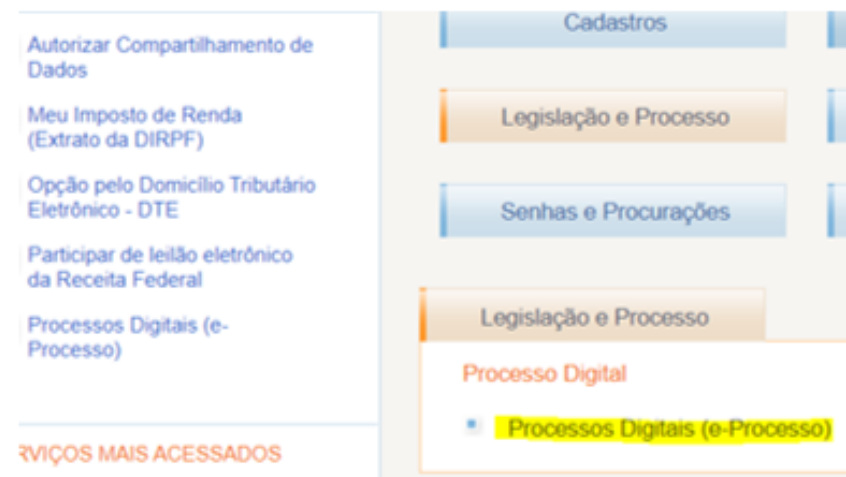 Autorizar Compartilhamento de
Dados
Meu Imposto de Renda
(Extrato da DIRPF)
Opção pelo Domicílio Tributário
Eletrônico - DTE
Participar de leilão eletrônico
da Receita Federal
Processos Digitais (e-
Processo)
RVIÇOS MAIS ACESSADOS
Cadastros
Legislação e Processo
Senhas e Procurações
Legislação e Processo
Processo Digital
Processos Digitais (e-Processo)